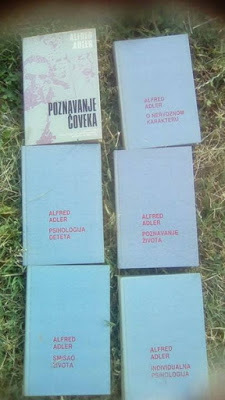 ALFRED
ADLER
POZNAVANJE
ČOVEKA
ALFRED
ADLER
O NERVOZNOM
KARAKTERU
ALFRED
ADLER
PSIHOLOGIJA
DETETA
ALFRED
ADLER
POZNAVANJE
ŽIVOTA
ALFRED
ADLER
SMISAO
ŽIVOTA
ALFRED
ADLER
INDIVIDUALNA
PSIHOLOGIJA